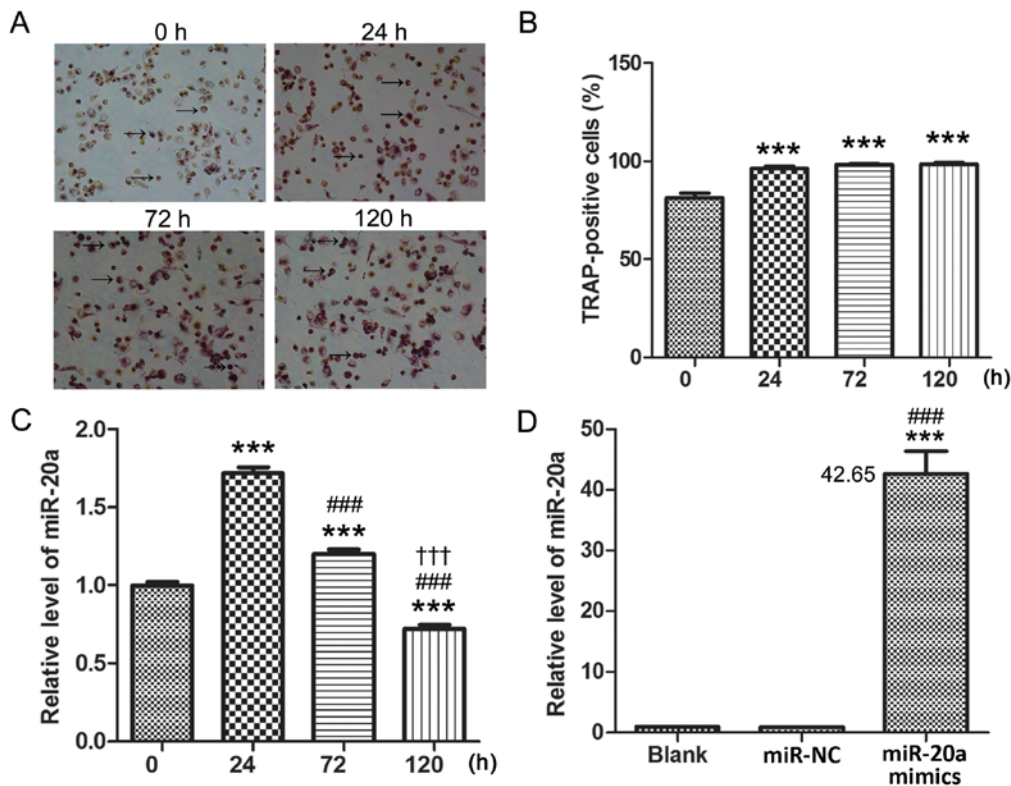 A
0 h
24 h
72 h
120 h
B
TRAP-positive cells (%)
150
100
50
0
***
***
***
0 24 72 120 (h)
C
Relative level of miR-20a
2.0
1.5
1.0
0.5
0.0
***
###
***
†††
###
***
0 24 72 120 (h)
D
Relative level of miR-20a
50
40
30
20
10
0
###
***
42.65
Blank
miR-NC
miR-20a
mimics